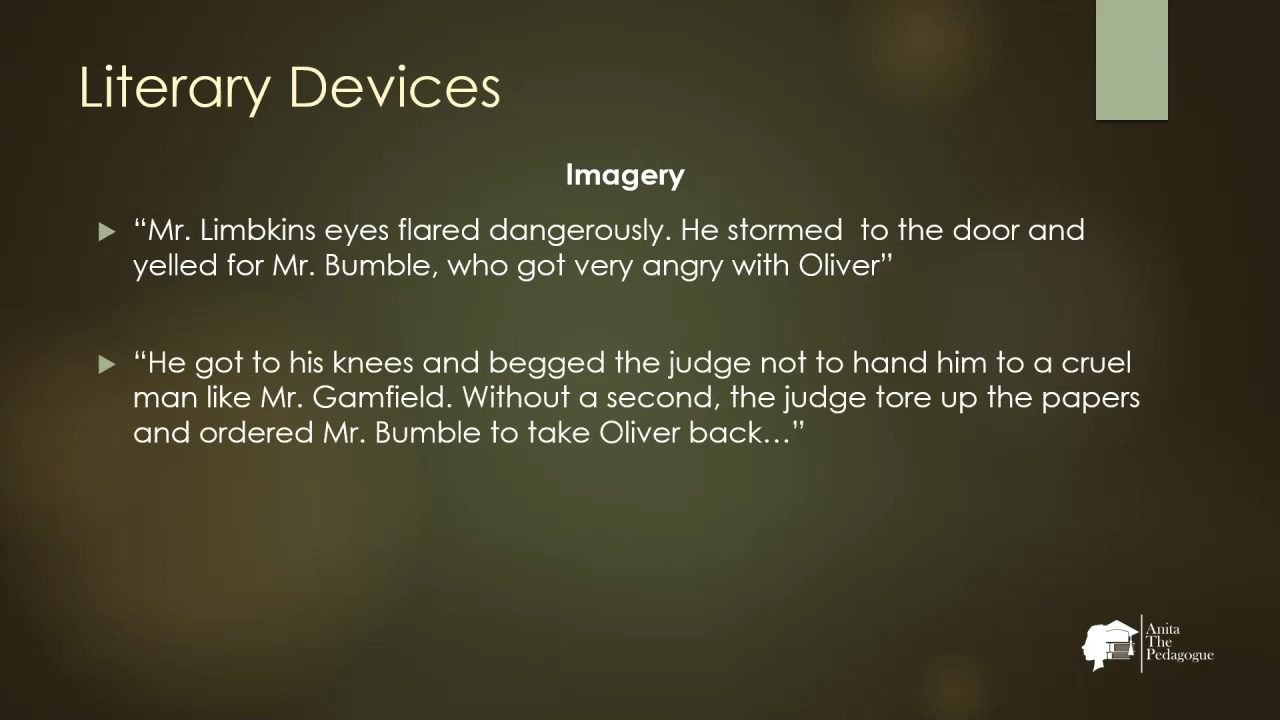 Literary Devices
Imagery
“Mr. Limbkins eyes flared dangerously. He stormed  to the door and
yelled for Mr. Bumble, who got very angry with Oliver”
“He got to his knees and begged the judge not to hand him to a cruel
man like Mr. Gamfield. Without a second, the judge tore up the papers
and ordered Mr. Bumble to take Oliver back…”
Anita
The
Pedagogue